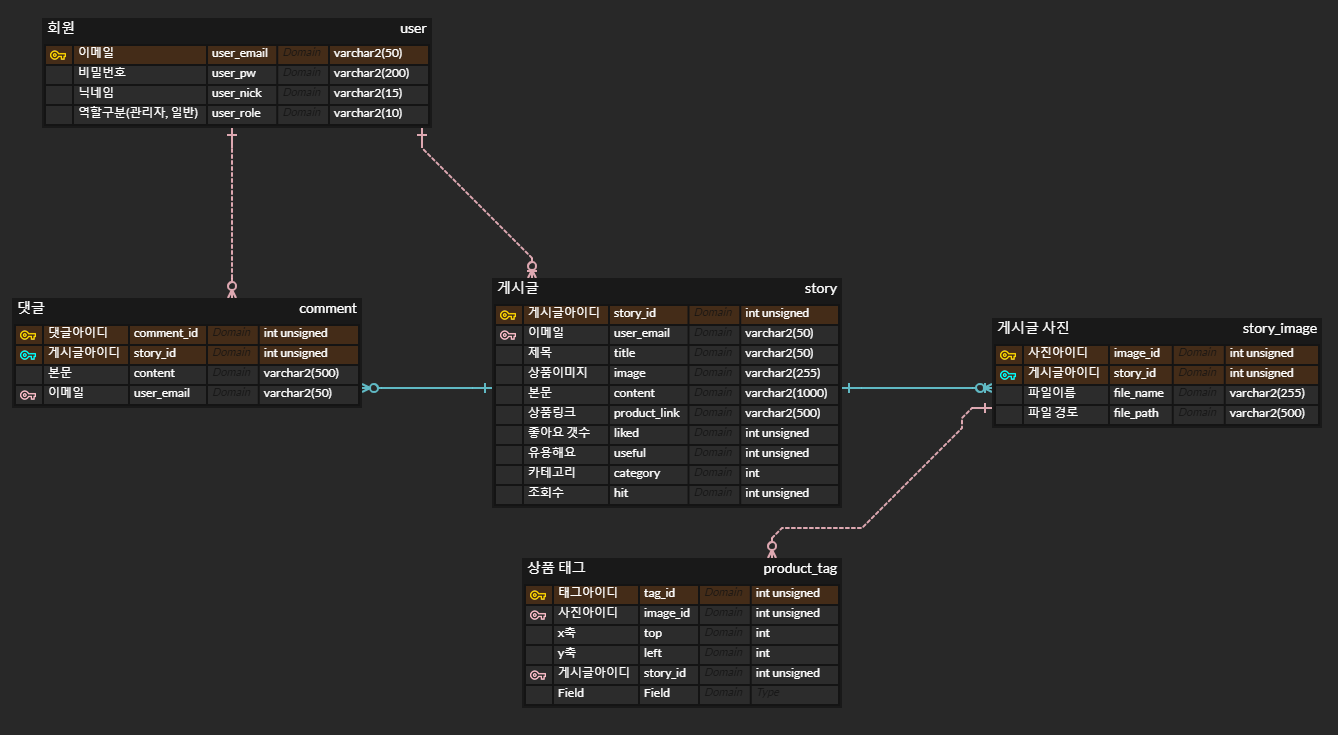 회원 user
이메일 user_email Domain varchar2(50)
비밀번호 user_pw Domain varchar2(200)
닉네임 user_nick Domain varchar2(15)
역할구분(관리자, 일반) user_role Domain varchar2(10)
댓글 comment
댓글아이디 comment_id Domain int unsigned
게시글아이디 story_id Domain int unsigned
본문 content Domain varchar2(500)
이메일 user_email Domain varchar2(50)
게시글 story
게시글아이디 story_id Domain int unsigned
이메일 user_email Domain varchar2(50)
제목 title Domain varchar2(50)
상품이미지 image Domain varchar2(255)
본문 content Domain varchar2(1000)
상품링크 product_link Domain varchar2(500)
좋아요 갯수 liked Domain int unsigned
유용해요 useful Domain int unsigned
카테고리 category Domain int
조회수 hit Domain int unsigned
게시글 사진 story_image
사진아이디 image_id Domain int unsigned
게시글아이디 story_id Domain int unsigned
파일이름 file_name Domain varchar2(255)
파일 경로 file_path Domain varchar2(500)
상품 태그 product_tag
태그아이디 tag_id Domain int unsigned
사진아이디 image_id Domain int unsigned
x축 top Domain int
y축 left Domain int
게시글아이디 story_id Domain int unsigned
Field Field Domain Type